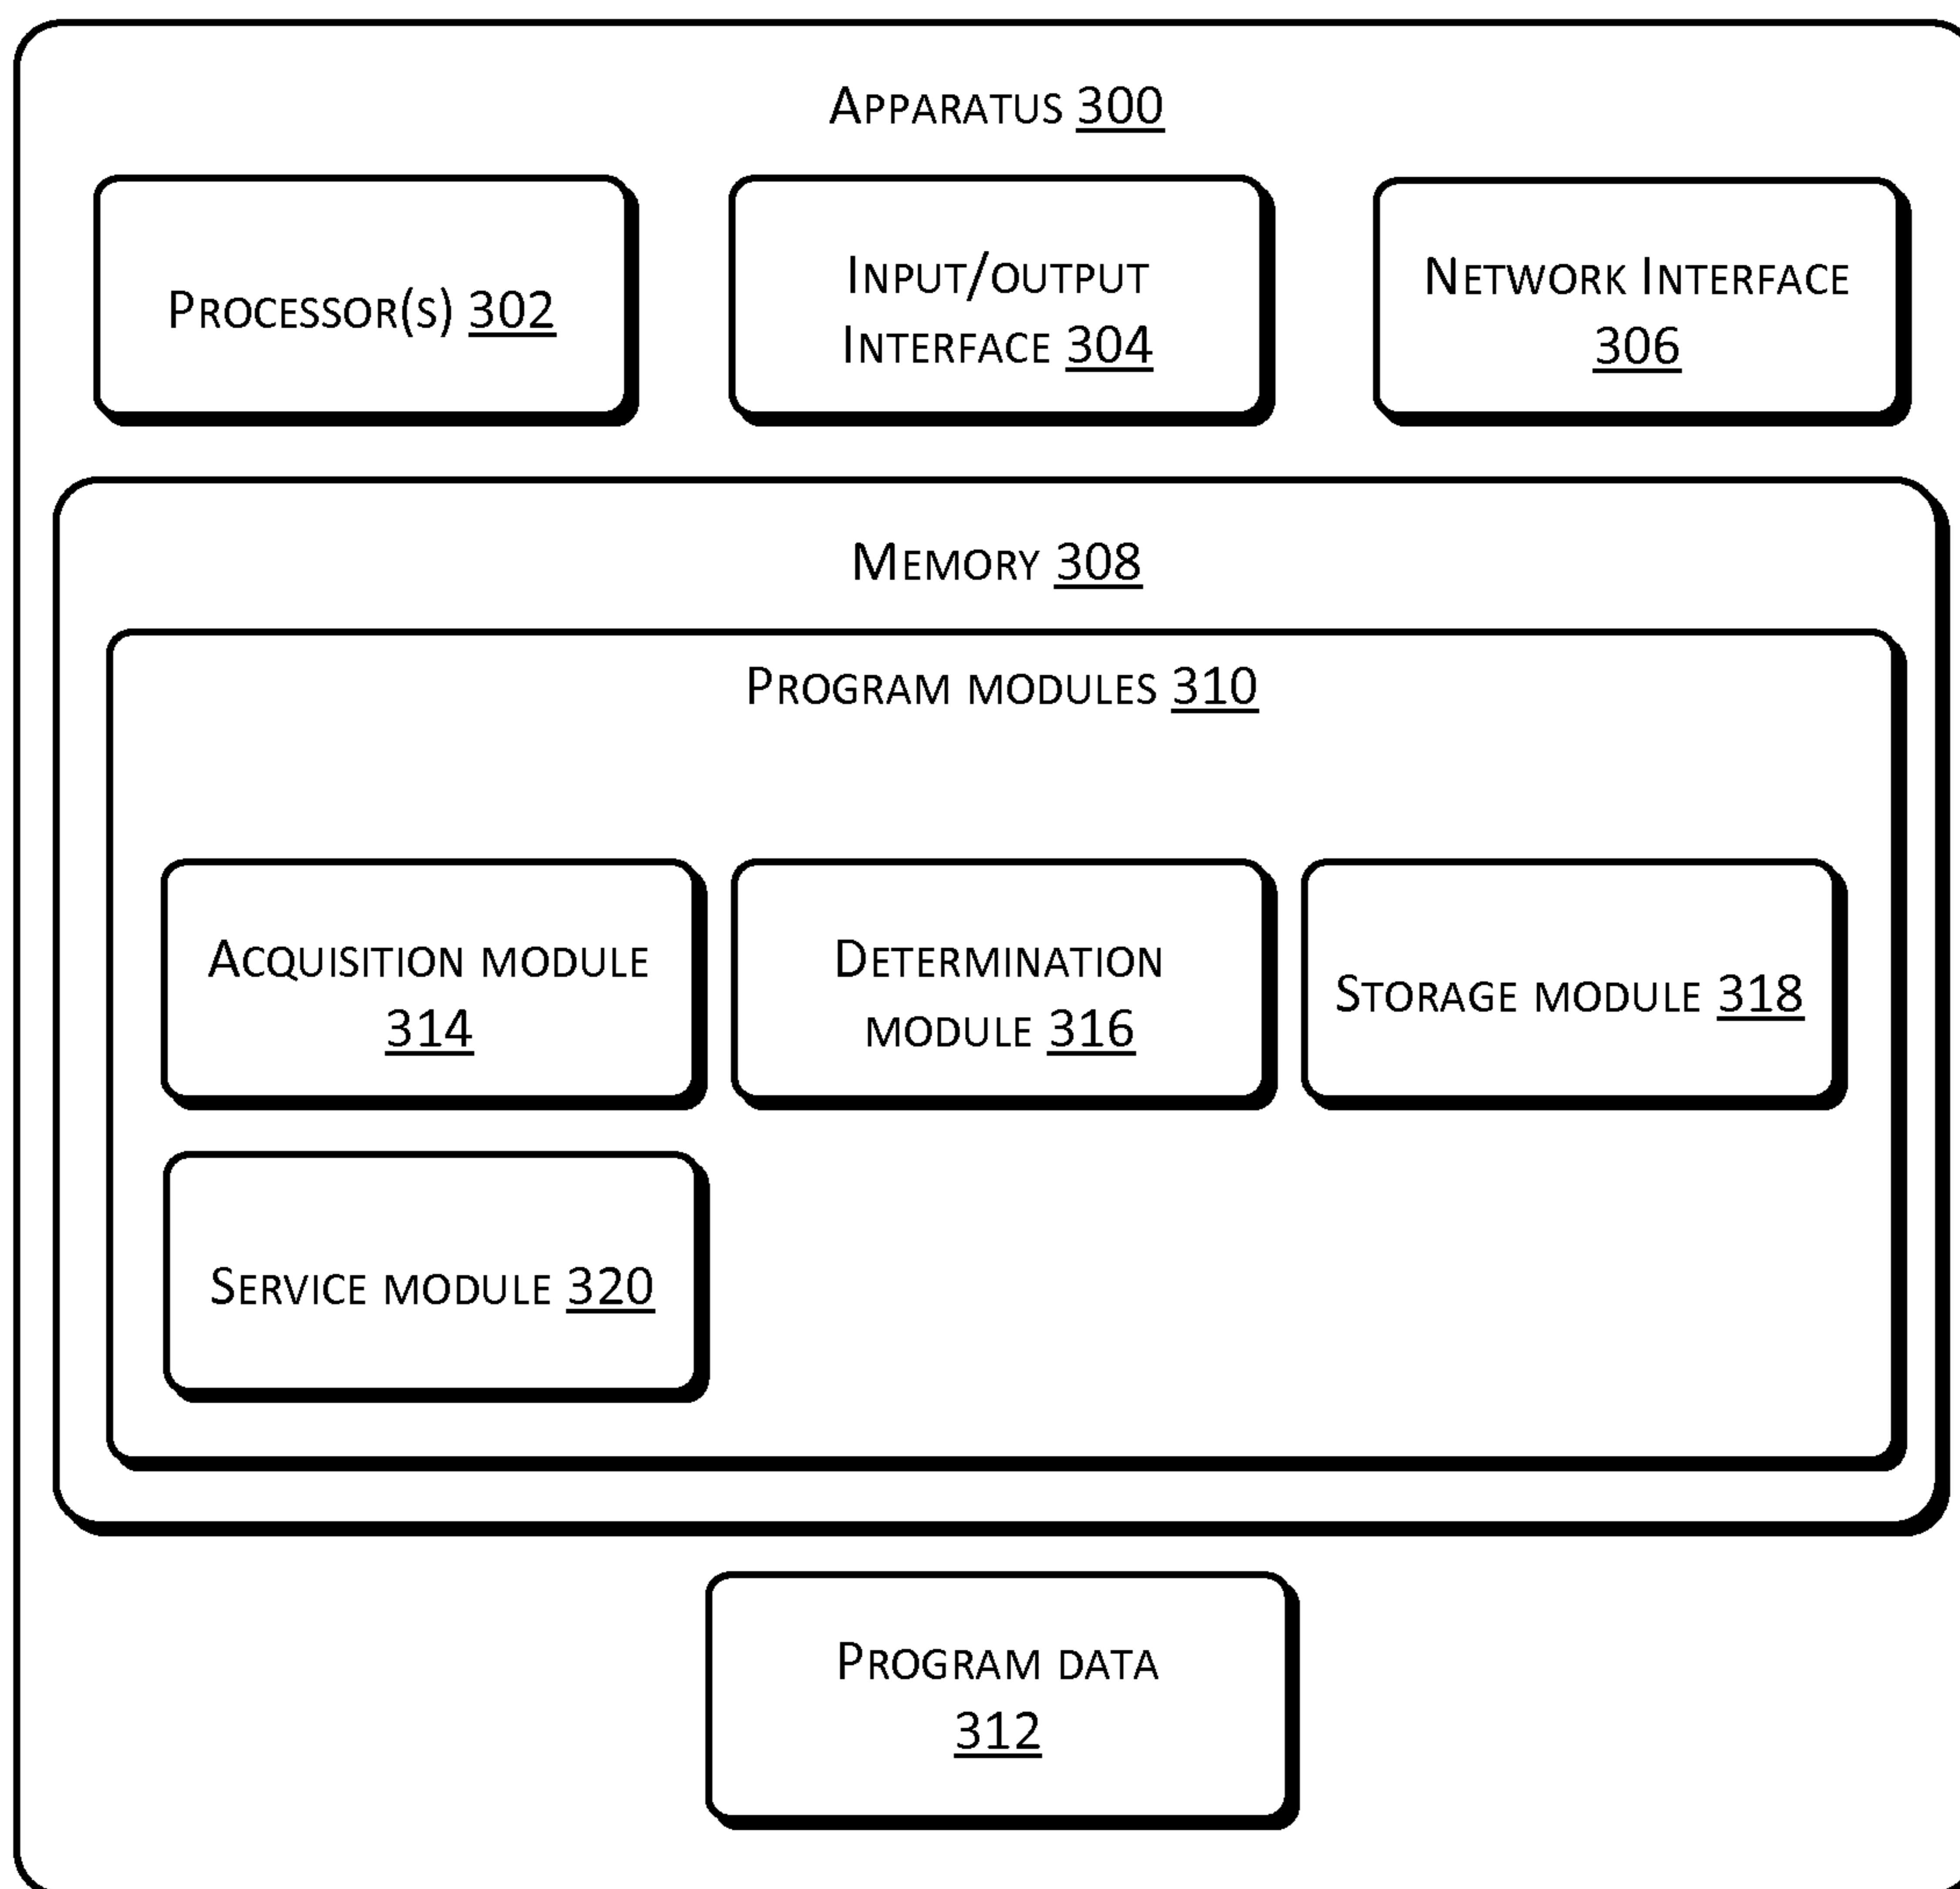 APPARATUS 300
PROCESSOR(S) 302
INPUT/OUTPUT
INTERFACE 304
NETWORK INTERFACE
306
MEMORY 308
PROGRAM MODULES 310
ACQUISITION MODULE
314
DETERMINATION
MODULE 316
STORAGE MODULE 318
SERVICE MODULE 320
PROGRAM DATA
312